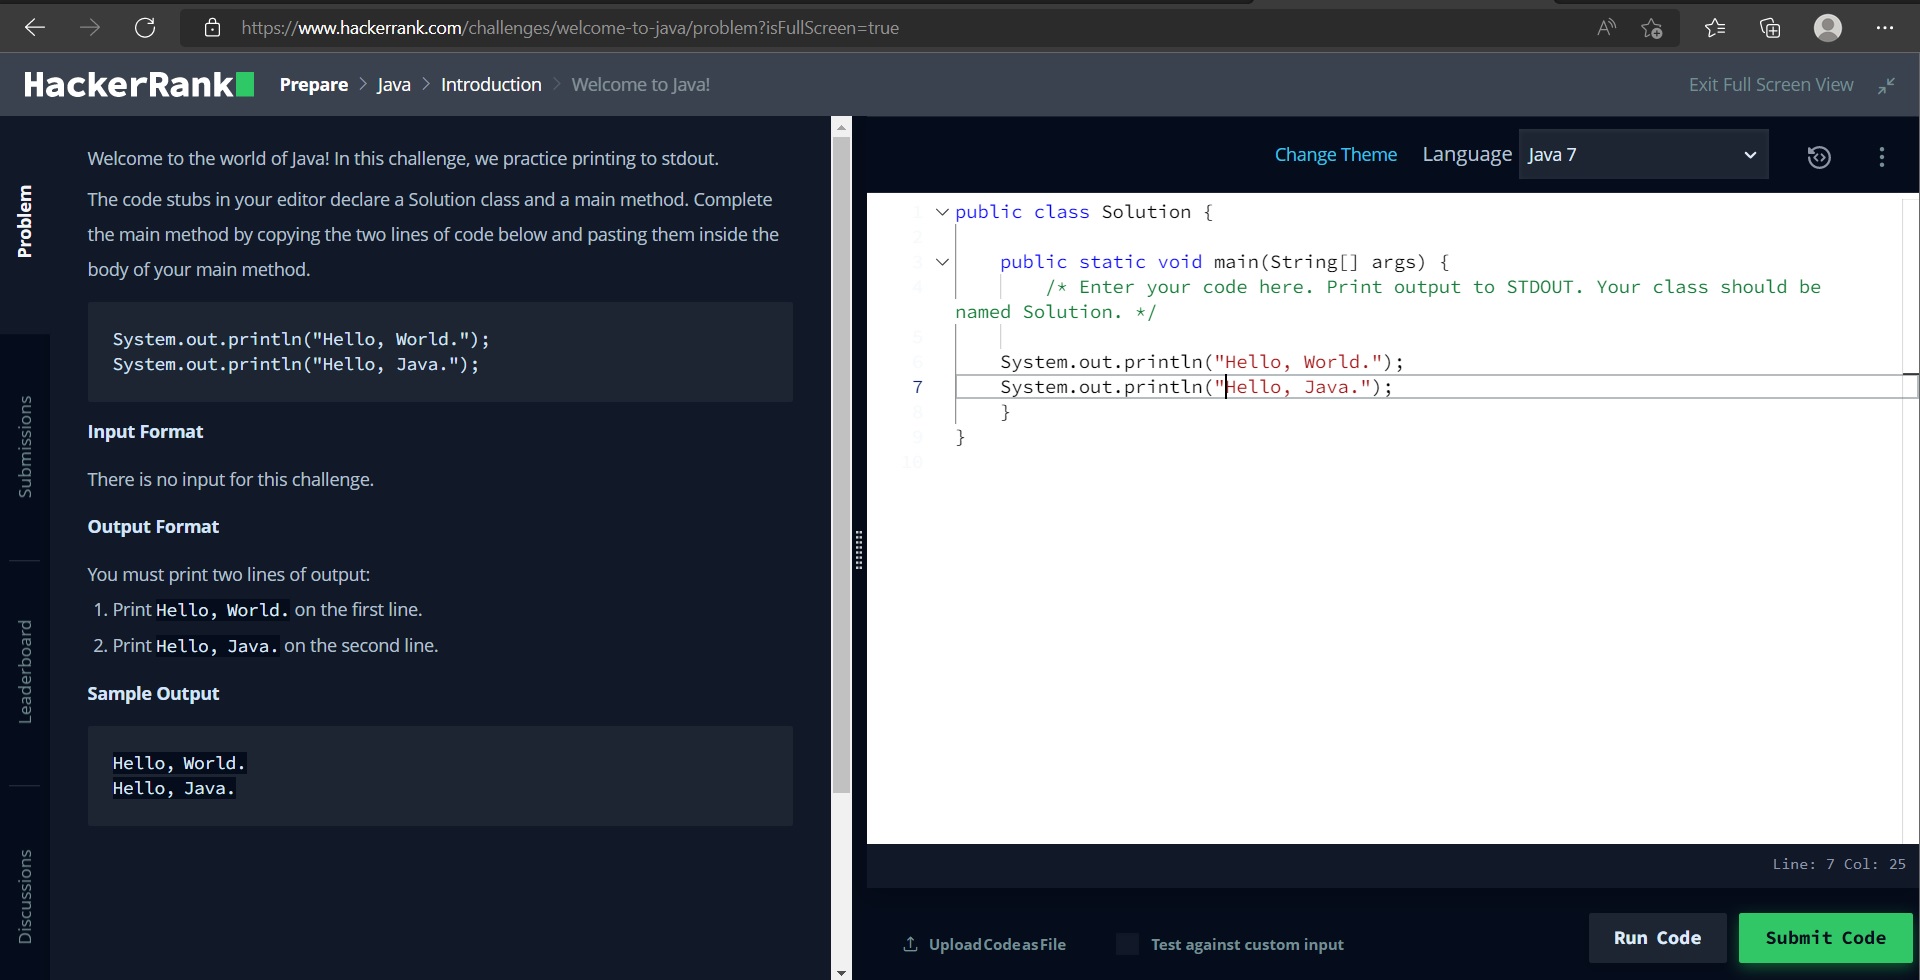 https://www.hackerrank.com/challenges/welcome-to-java/problem?isFullScreen=true
HackerRank
Prepare > Java > Introduction > Welcome to Java!
Exit Full Screen View
Problem
Submissions
Leaderboard
Discussions
Welcome to the world of Java! In this challenge, we practice printing to stdout.
The code stubs in your editor declare a Solution class and a main method. Complete
the main method by copying the two lines of code below and pasting them inside the
body of your main method.
System.out.println("Hello, World.");
System.out.println("Hello, Java.");
Input Format
There is no input for this challenge.
Output Format
You must print two lines of output:
1. Print Hello, World. on the first line.
2. Print Hello, Java. on the second line.
Sample Output
Hello, World.
Hello, Java.
Change Theme Language Java 7
1 public class Solution {
2
3 public static void main(String[] args) {
4 /* Enter your code here. Print output to STDOUT. Your class should be
named Solution. */
5
6 System.out.println("Hello, World.");
7 System.out.println("Hello, Java.");
8 }
9 }
10
Line: 7 Col: 25
Upload Code as File
Test against custom input
Run Code
Submit Code